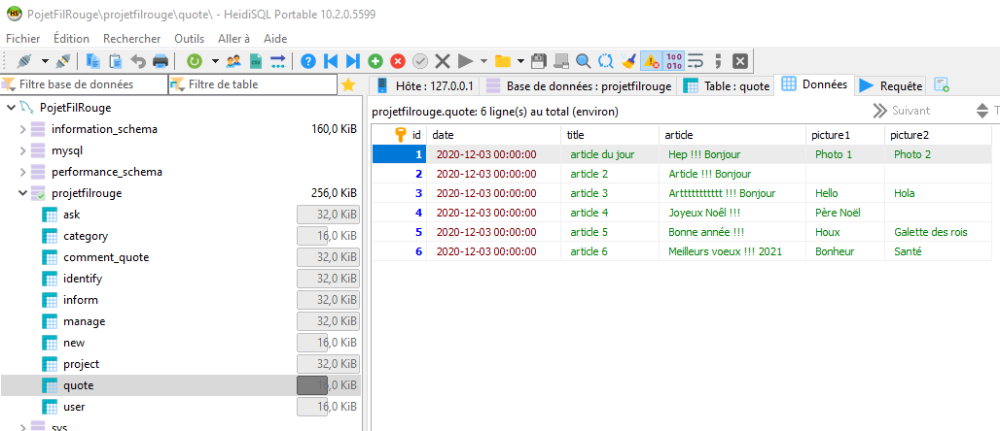 PojetFilRouge\projetfilrouge\quote\ - HeidiSQL Portable 10.2.0.5599
Fichier Édition Rechercher Outils Aller à Aide
Filtre base de données Filtre de table
PojetFilRouge
information_schema 160,0 KiB
mysql
performance_schema
projetfilrouge 256,0 KiB
ask 32,0 KiB
category 16,0 KiB
comment_quote 32,0 KiB
identify 32,0 KiB
inform 32,0 KiB
manage 32,0 KiB
new 16,0 KiB
project 32,0 KiB
quote 16,0 KiB
user 16,0 KiB
sys
Hôte : 127.0.0.1 Base de données : projetfilrouge Table : quote Données Requête
projetfilrouge.quote: 6 ligne(s) au total (environ) Suivant
id date title article picture1 picture2
1 2020-12-03 00:00:00 article du jour Hep !!! Bonjour Photo 1 Photo 2
2 2020-12-03 00:00:00 article 2 Article !!! Bonjour
3 2020-12-03 00:00:00 article 3 Artttttttttttt !!! Bonjour Hello Hola
4 2020-12-03 00:00:00 article 4 Joyeux Noêl !!! Père Noël
5 2020-12-03 00:00:00 article 5 Bonne année !!! Houx Galette des rois
6 2020-12-03 00:00:00 article 6 Meilleurs voeux !!! 2021 Bonheur Santé